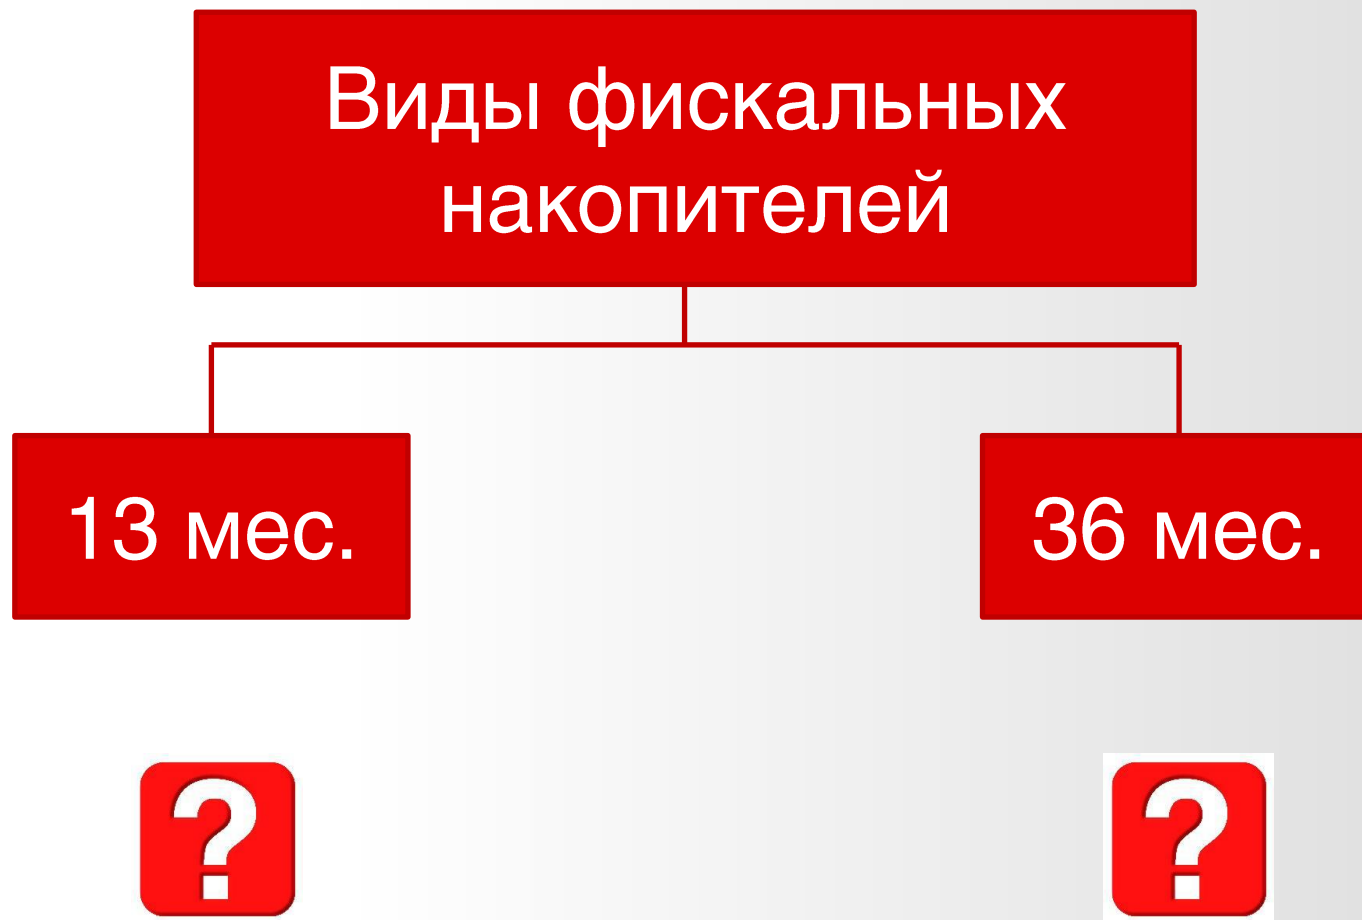 Виды фискальных
накопителей
13 мес.
36 мес.
?
?